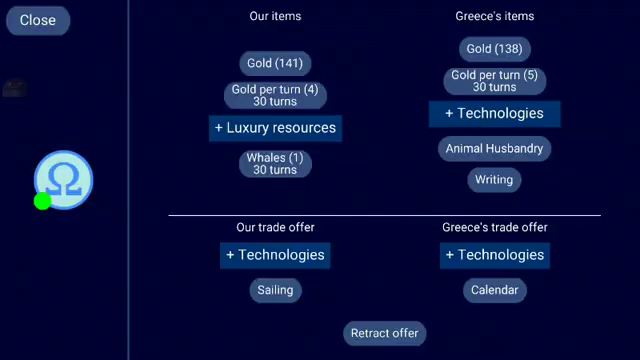 Close
Our items
Gold (141)
Gold per turn (4)
30 turns
+ Luxury resources
Whales (1)
30 turns
Greece's items
Gold (138)
Gold per turn (5)
30 turns
+ Technologies
Animal Husbandry
Writing
Ω
Our trade offer
+ Technologies
Sailing
Greece's trade offer
+ Technologies
Calendar
Retract offer